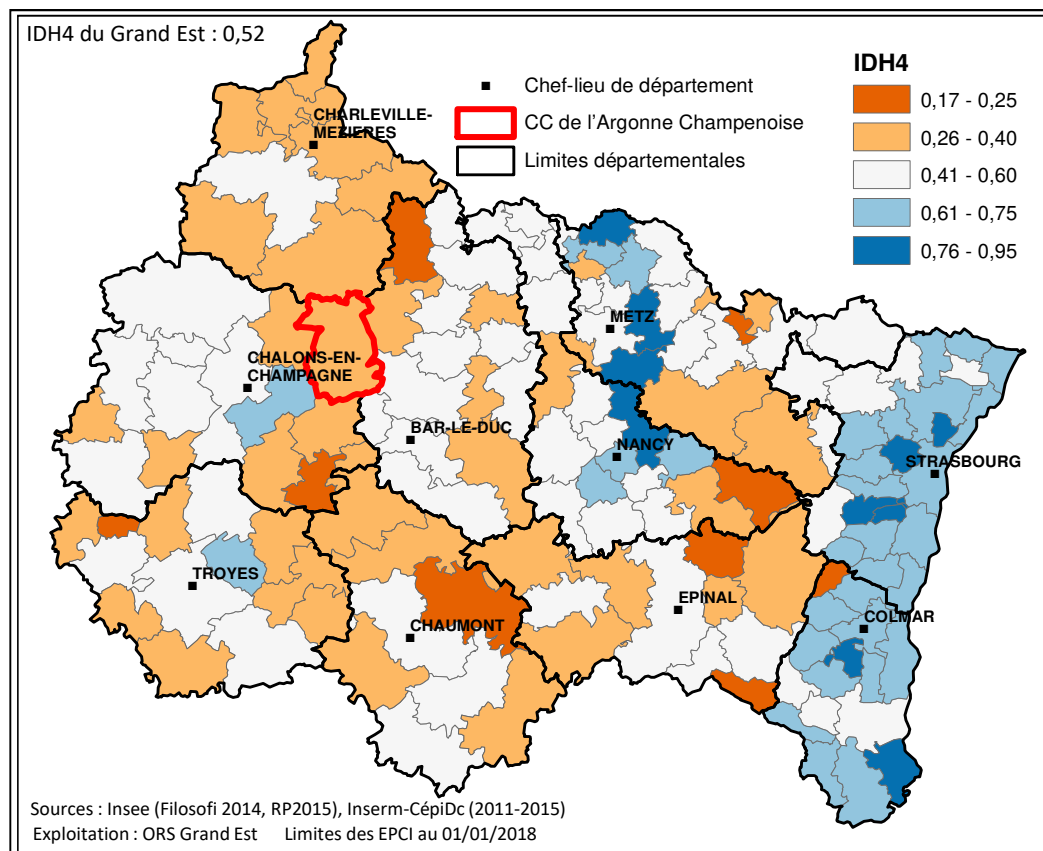 IDH4 du Grand Est : 0,52
IDH4
Chef-lieu de département
CC de l'Argonne Champenoise
Limites départementales
0,17 - 0,25
0,26 - 0,40
0,41 - 0,60
0,61 - 0,75
0,76 - 0,95
CHARLEVILLE-
MEZIERES
METZ
CHALONS-EN-
CHAMPAGNE
BAR-LE-DUC
NANCY
STRASBOURG
TROYES
EPINAL
COLMAR
CHAUMONT
Sources : Insee (Filosofi 2014, RP2015), Inserm-CépiDc (2011-2015)
Exploitation : ORS Grand Est Limites des EPCI au 01/01/2018